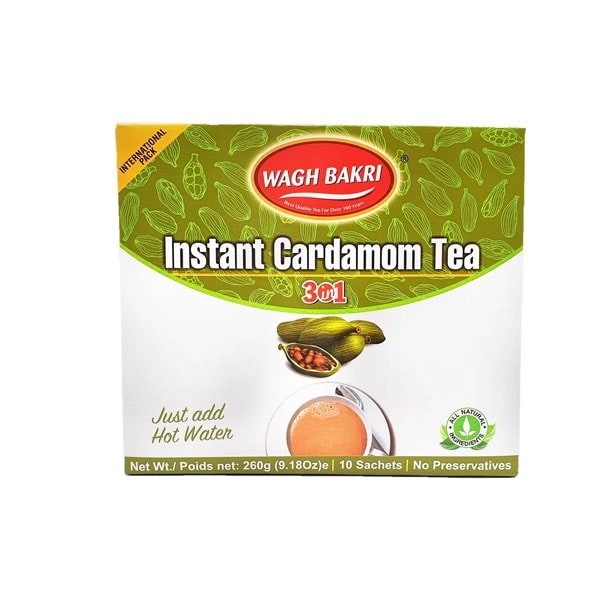 INTERNATIONAL
PACK
WAGH BAKRI
®
Best Quality Tea For Over 100 Years
Instant Cardamom Tea
3in1
Just add
Hot Water
ALL NATURAL
INGREDIENTS
Net Wt./ Poids net: 260g (9.18Oz)e | 10 Sachets | No Preservatives